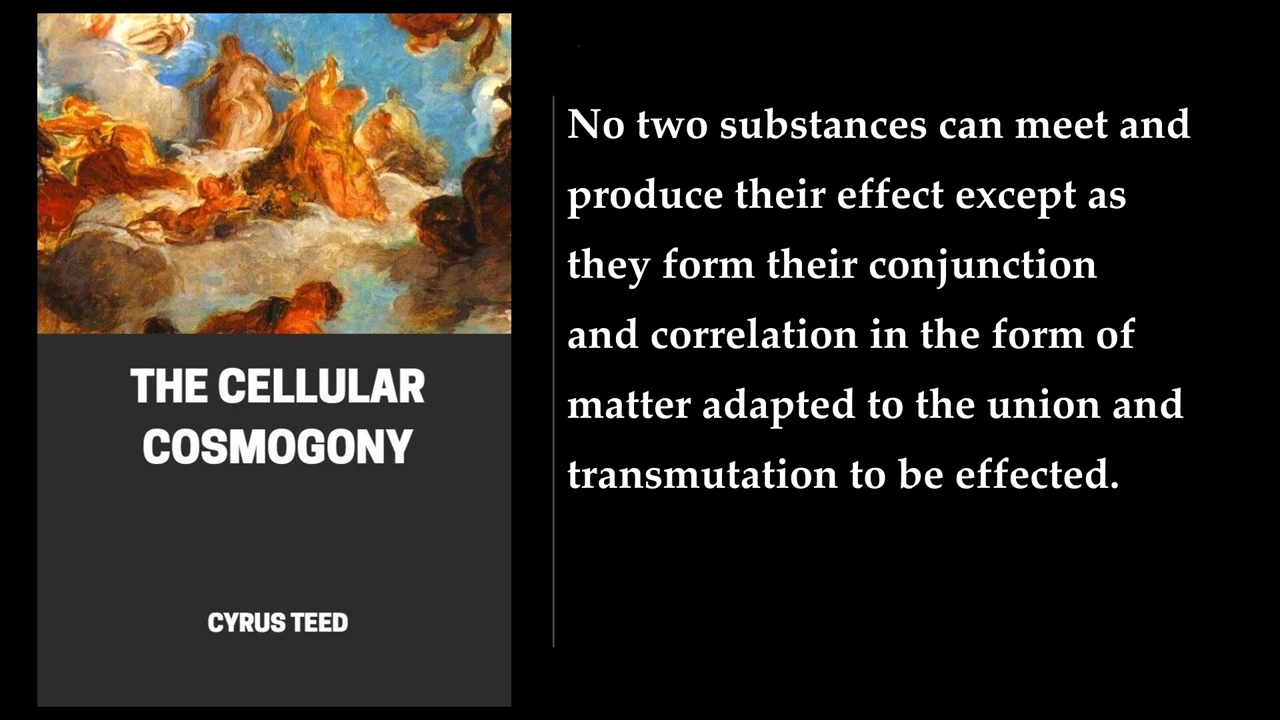 THE CELLULAR
COSMOGONY
CYRUS TEED
No two substances can meet and
produce their effect except as
they form their conjunction
and correlation in the form of
matter adapted to the union and
transmutation to be effected.